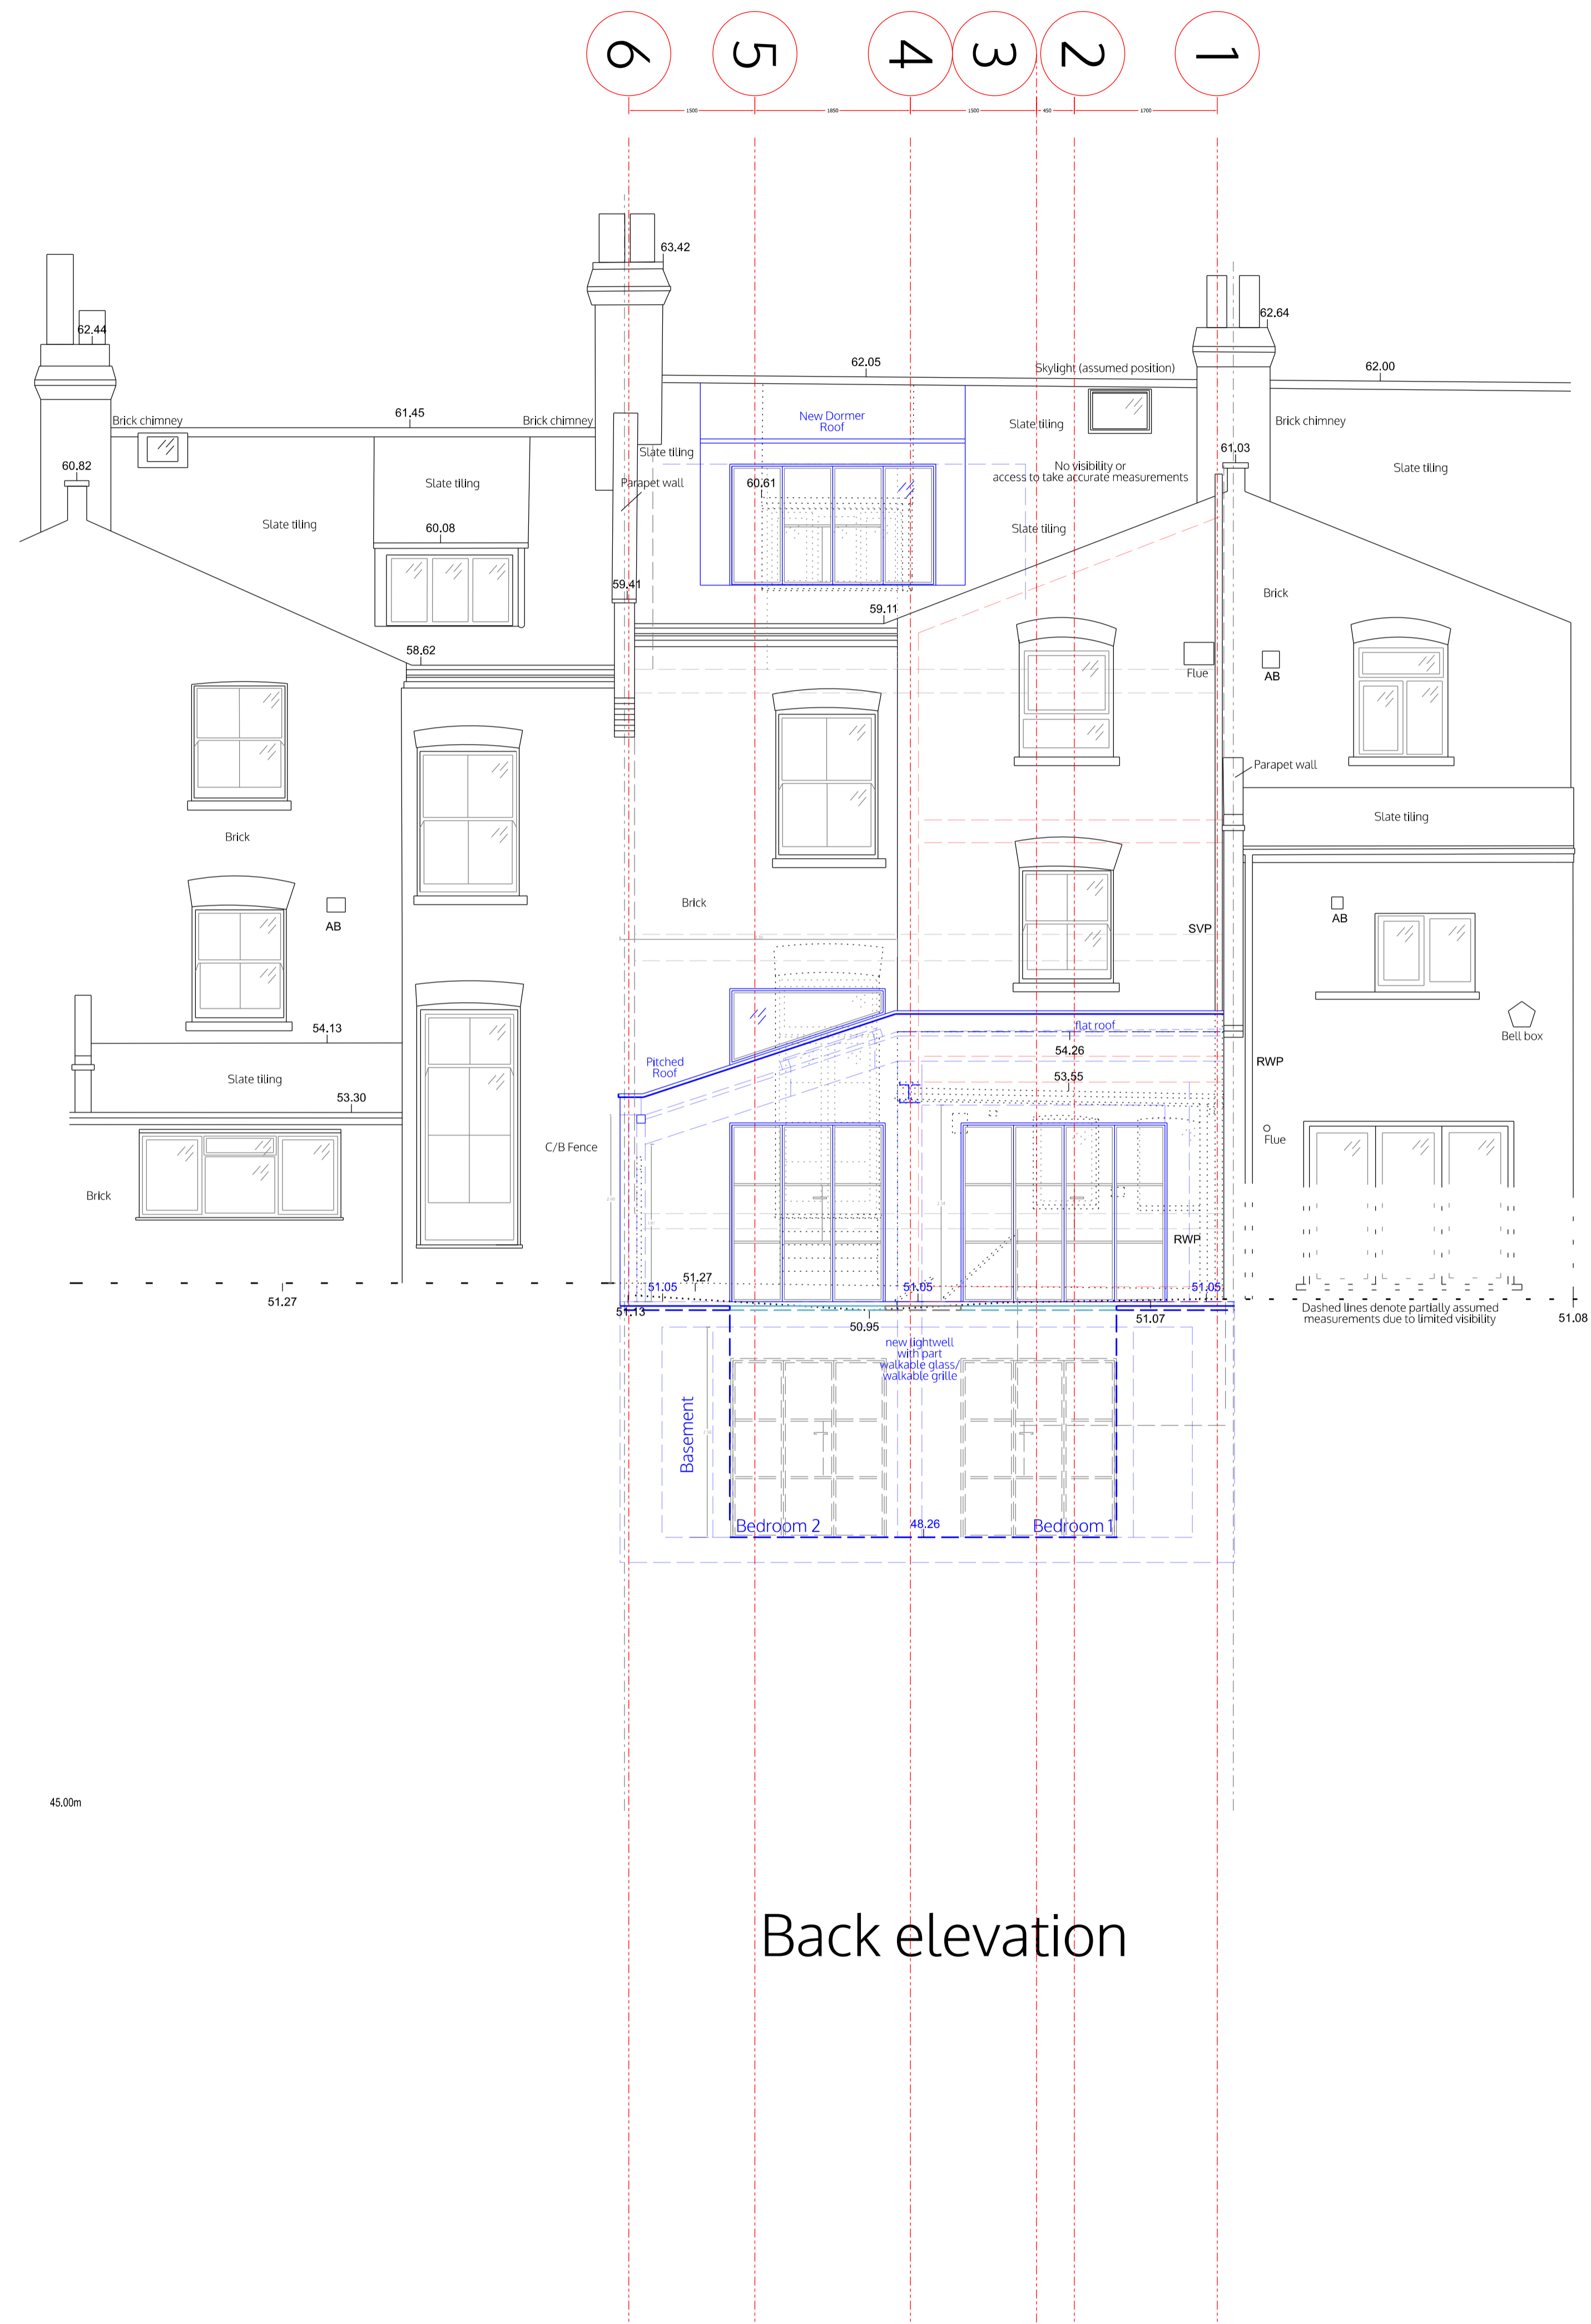 6
5
4
3
2
1
1500
1850
1500
450
1700
63.42
62.44
62.64
62.05
Skylight (assumed position)
62.00
Brick chimney
61.45
Brick chimney
New Dormer
Roof
Slate tiling
Brick chimney
61.03
Slate tiling
60.82
Slate tiling
Parapet wall
60.61
No visibility or
access to take accurate measurements
Slate tiling
Slate tiling
Slate tiling
60.08
59.41
59.11
Brick
58.62
Flue
AB
Parapet wall
Brick
Slate tiling
Brick
AB
SVP
AB
54.13
flat roof
Bell box
54.26
Pitched
Roof
RWP
Slate tiling
53.55
53.30
C/B Fence
Flue
Brick
RWP
51.27
51.05
51.27
51.05
51.05
51.13
50.95
51.07
Dashed lines denote partially assumed
measurements due to limited visibility
51.08
new lightwell
with part
walkable glass/
walkable grille
Basement
Bedroom 2
48.26
Bedroom 1
45.00m
Back elevation